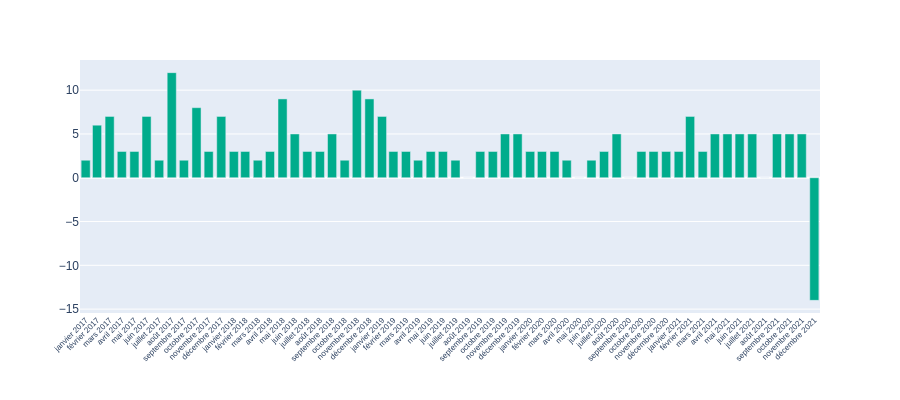 10
5
0
−5
−10
−15
janvier 2017
février 2017
mars 2017
avril 2017
mai 2017
juin 2017
juillet 2017
août 2017
septembre 2017
octobre 2017
novembre 2017
décembre 2017
janvier 2018
février 2018
mars 2018
avril 2018
mai 2018
juin 2018
juillet 2018
août 2018
septembre 2018
octobre 2018
novembre 2018
décembre 2018
janvier 2019
février 2019
mars 2019
avril 2019
mai 2019
juin 2019
juillet 2019
août 2019
septembre 2019
octobre 2019
novembre 2019
décembre 2019
janvier 2020
février 2020
mars 2020
avril 2020
mai 2020
juin 2020
juillet 2020
août 2020
septembre 2020
octobre 2020
novembre 2020
décembre 2020
janvier 2021
février 2021
mars 2021
avril 2021
mai 2021
juin 2021
juillet 2021
août 2021
septembre 2021
octobre 2021
novembre 2021
décembre 2021